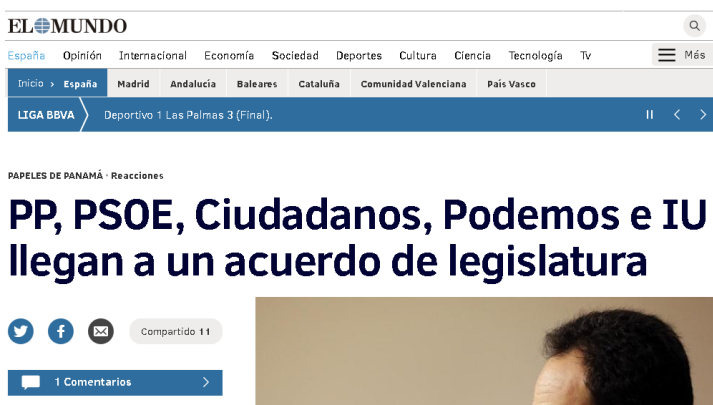 EL MUNDO
España Opinión Internacional Economía Sociedad Deportes Cultura Ciencia Tecnología Tv Más
Inicio › España Madrid Andalucía Baleares Cataluña Comunidad Valenciana País Vasco
LIGA BBVA Deportivo 1 Las Palmas 3 (Final).
PAPELES DE PANAMÁ · Reacciones
PP, PSOE, Ciudadanos, Podemos e IU
llegan a un acuerdo de legislatura
Compartido 11
1 Comentarios